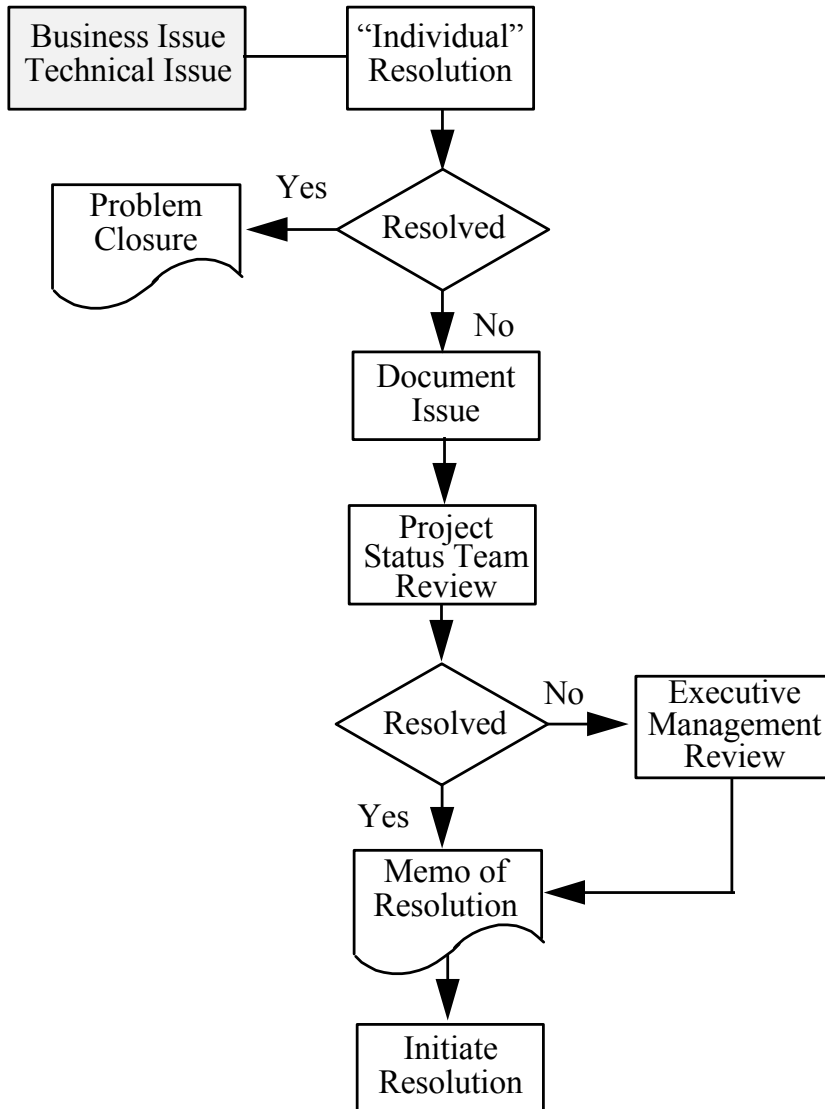 Business Issue
Technical Issue
“Individual”
Resolution
Yes
Problem
Closure
Resolved
No
Document
Issue
Project
Status Team
Review
Resolved
No
Executive
Management
Review
Yes
Memo of
Resolution
Initiate
Resolution